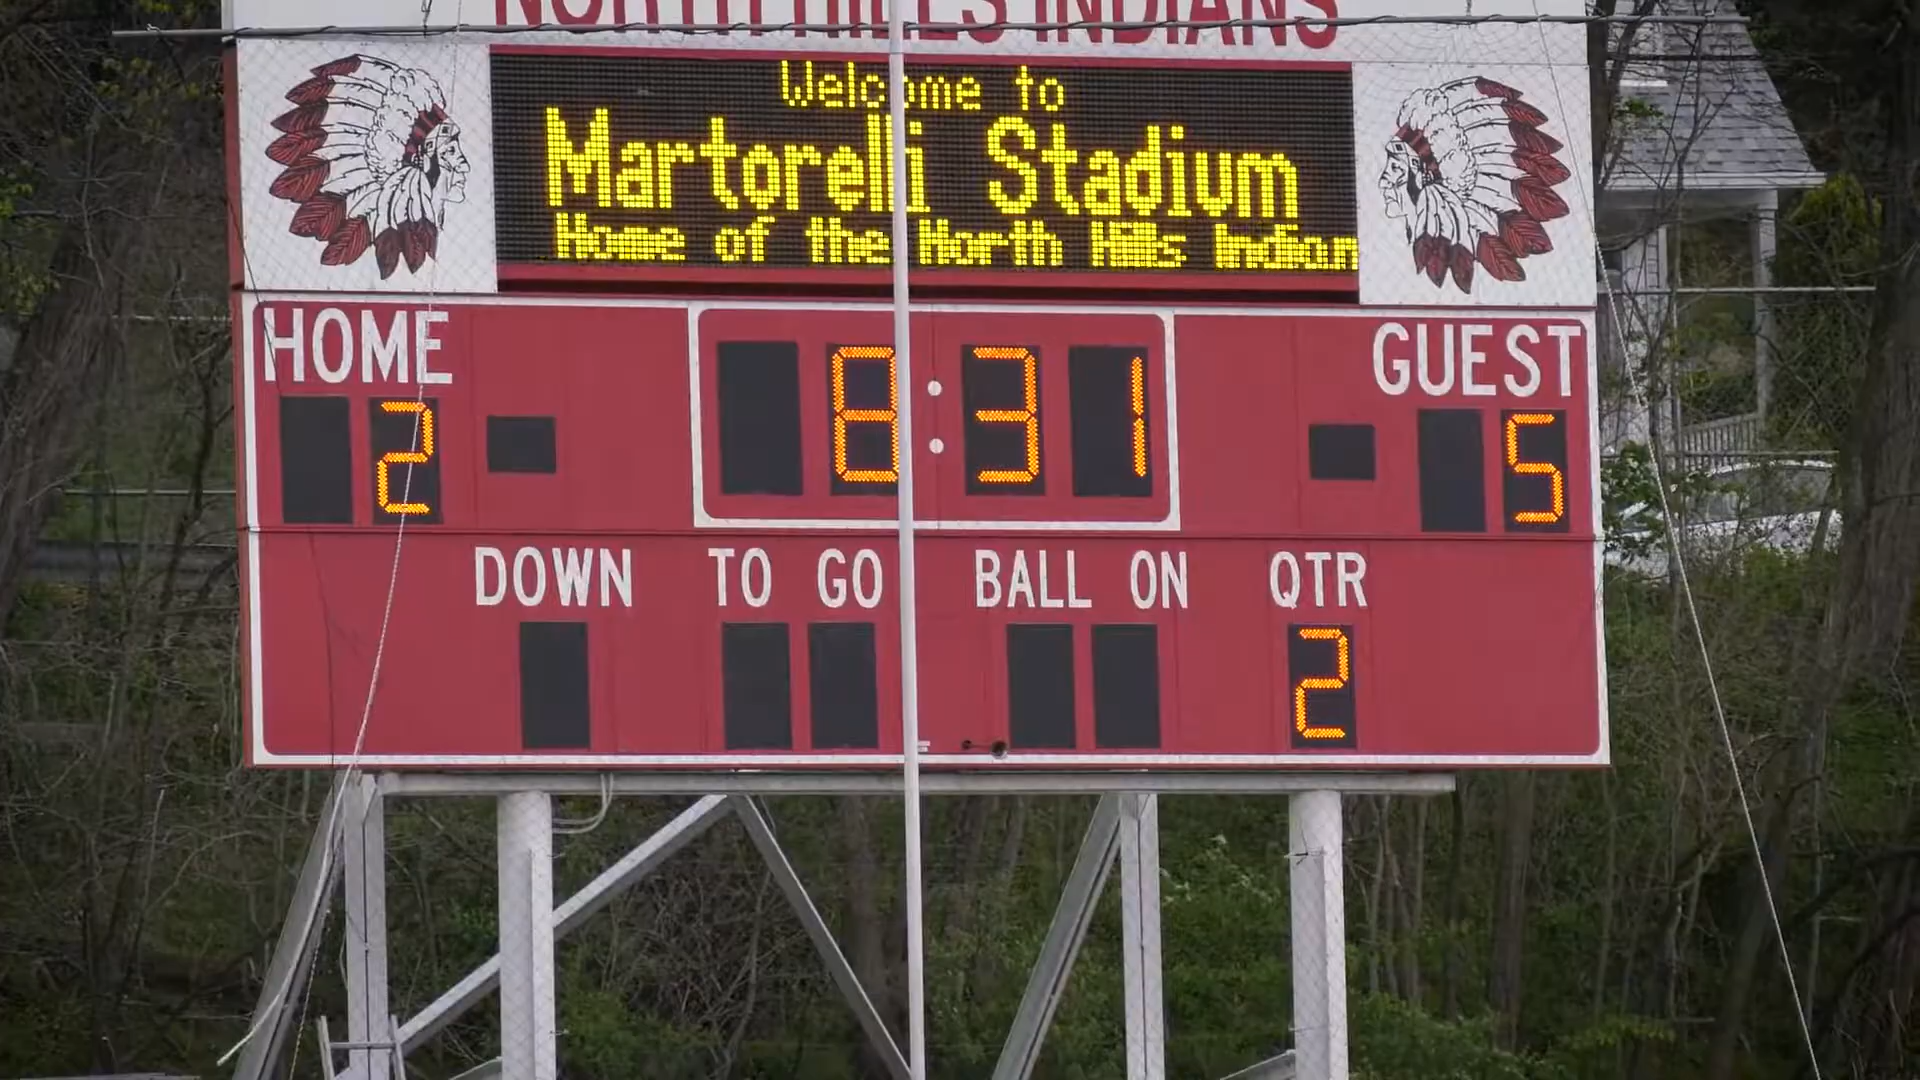 NORTH HILLS INDIANS
Welcome to
Martorelli Stadium
Home of the North Hills Indian
HOME 8:31 GUEST
2 5
DOWN TO GO BALL ON QTR
2